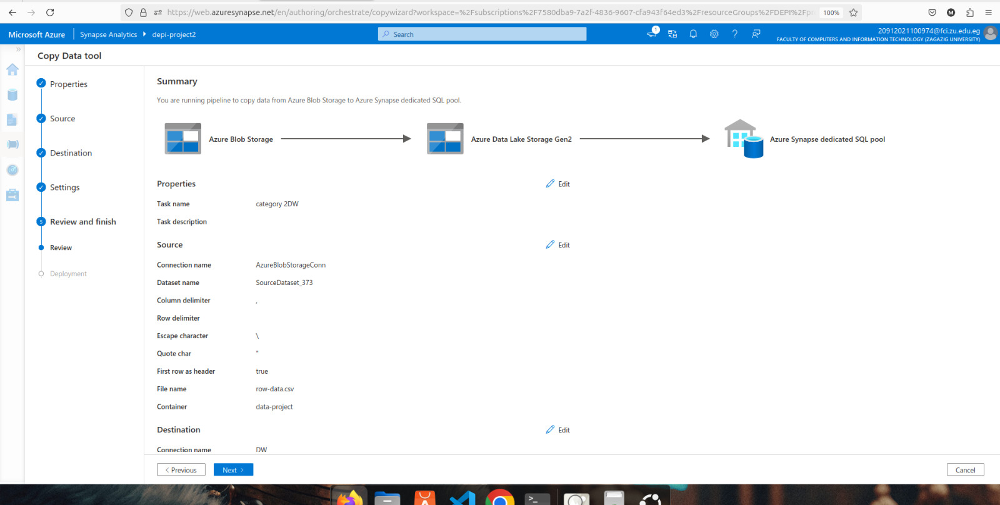 https://web.azuresynapse.net/en/authoring/orchestrate/copywizard?workspace=%2Fsubscriptions%2F7580dba9-7a2f-4836-9607-cfa943f64ed3%2FresourceGroups%2FDEPI%2Fpr
100%
M
Microsoft Azure
Synapse Analytics
depi-project2
Search
1
20912021100974@fci.zu.edu.eg
FACULTY OF COMPUTERS AND INFORMATION TECHNOLOGY (ZAGAZIG UNIVERSITY)
Copy Data tool
Properties
Source
Destination
Settings
5
Review and finish
Review
Deployment
Summary
You are running pipeline to copy data from Azure Blob Storage to Azure Synapse dedicated SQL pool.
Azure Blob Storage
Azure Data Lake Storage Gen2
Azure Synapse dedicated SQL pool
Properties
Edit
Task name category 2DW
Task description
Source
Edit
Connection name AzureBlobStorageConn
Dataset name SourceDataset_373
Column delimiter ,
Row delimiter
Escape character \
Quote char "
First row as header true
File name row-data.csv
Container data-project
Destination
Edit
Connection name DW
< Previous
Next >
Cancel